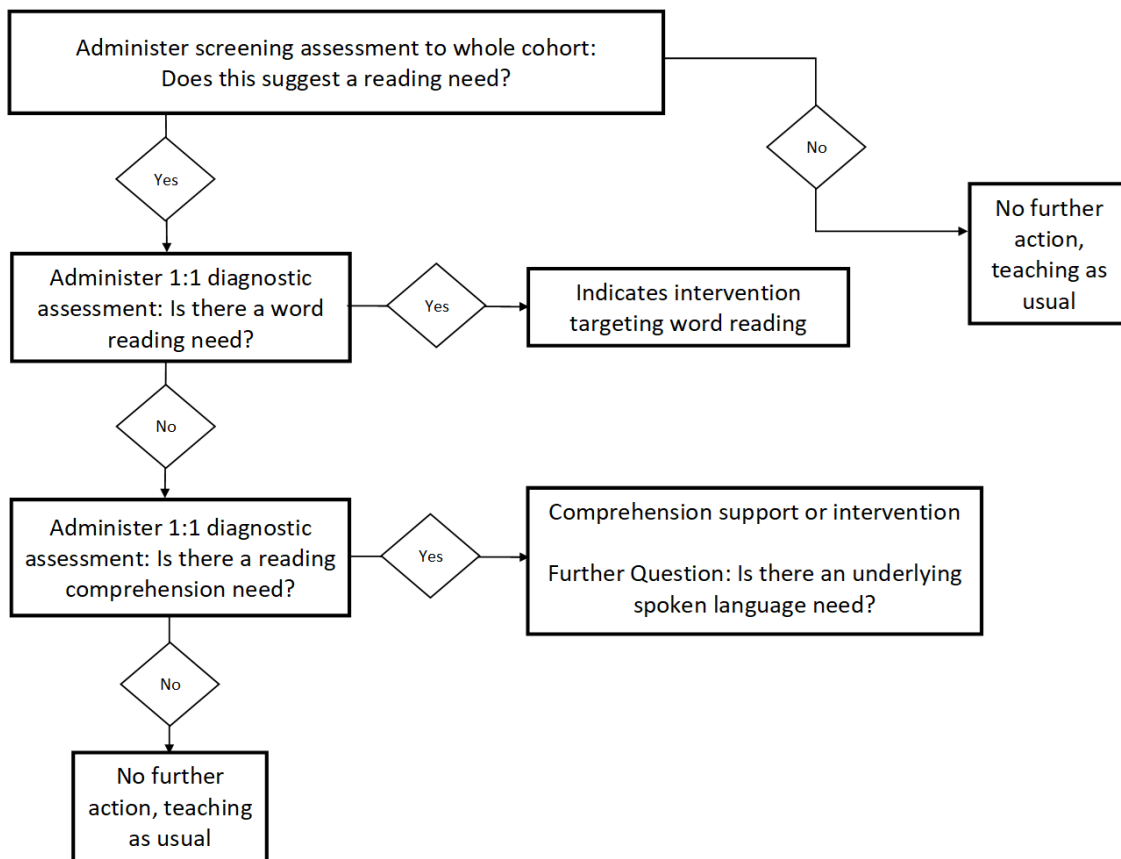 Administer screening assessment to whole cohort:
Does this suggest a reading need?
No
Yes
No further
action,
teaching as
usual
Administer 1:1 diagnostic
assessment: Is there a word
reading need?
Yes
Indicates intervention
targeting word reading
No
Administer 1:1 diagnostic
assessment: Is there a reading
comprehension need?
Yes
Comprehension support or intervention
Further Question: Is there an underlying
spoken language need?
No
No further
action, teaching
as usual